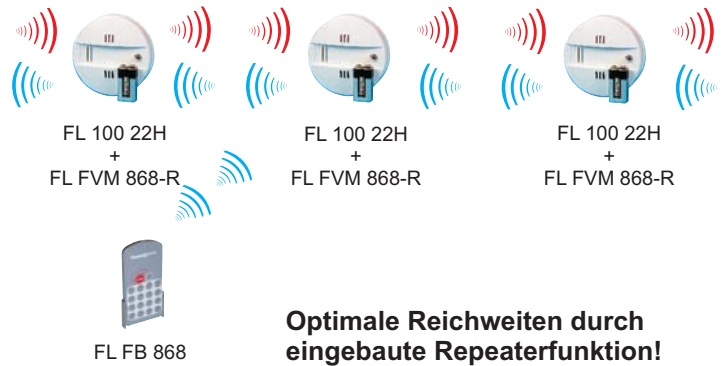 FL 100 22H
+
FL FVM 868-R
FL 100 22H
+
FL FVM 868-R
FL 100 22H
+
FL FVM 868-R
FL FB 868
Optimale Reichweiten durch
eingebaute Repeaterfunktion!